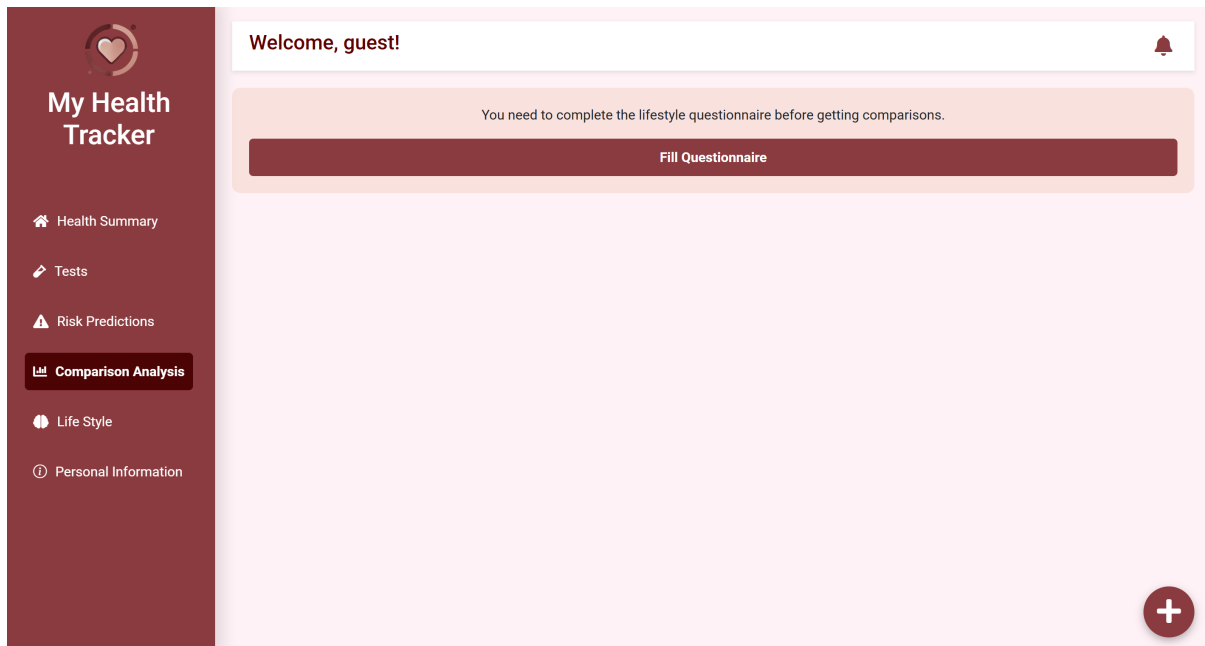 My Health
Tracker
Health Summary
Tests
Risk Predictions
Comparison Analysis
Life Style
Personal Information
Welcome, guest!
You need to complete the lifestyle questionnaire before getting comparisons.
Fill Questionnaire